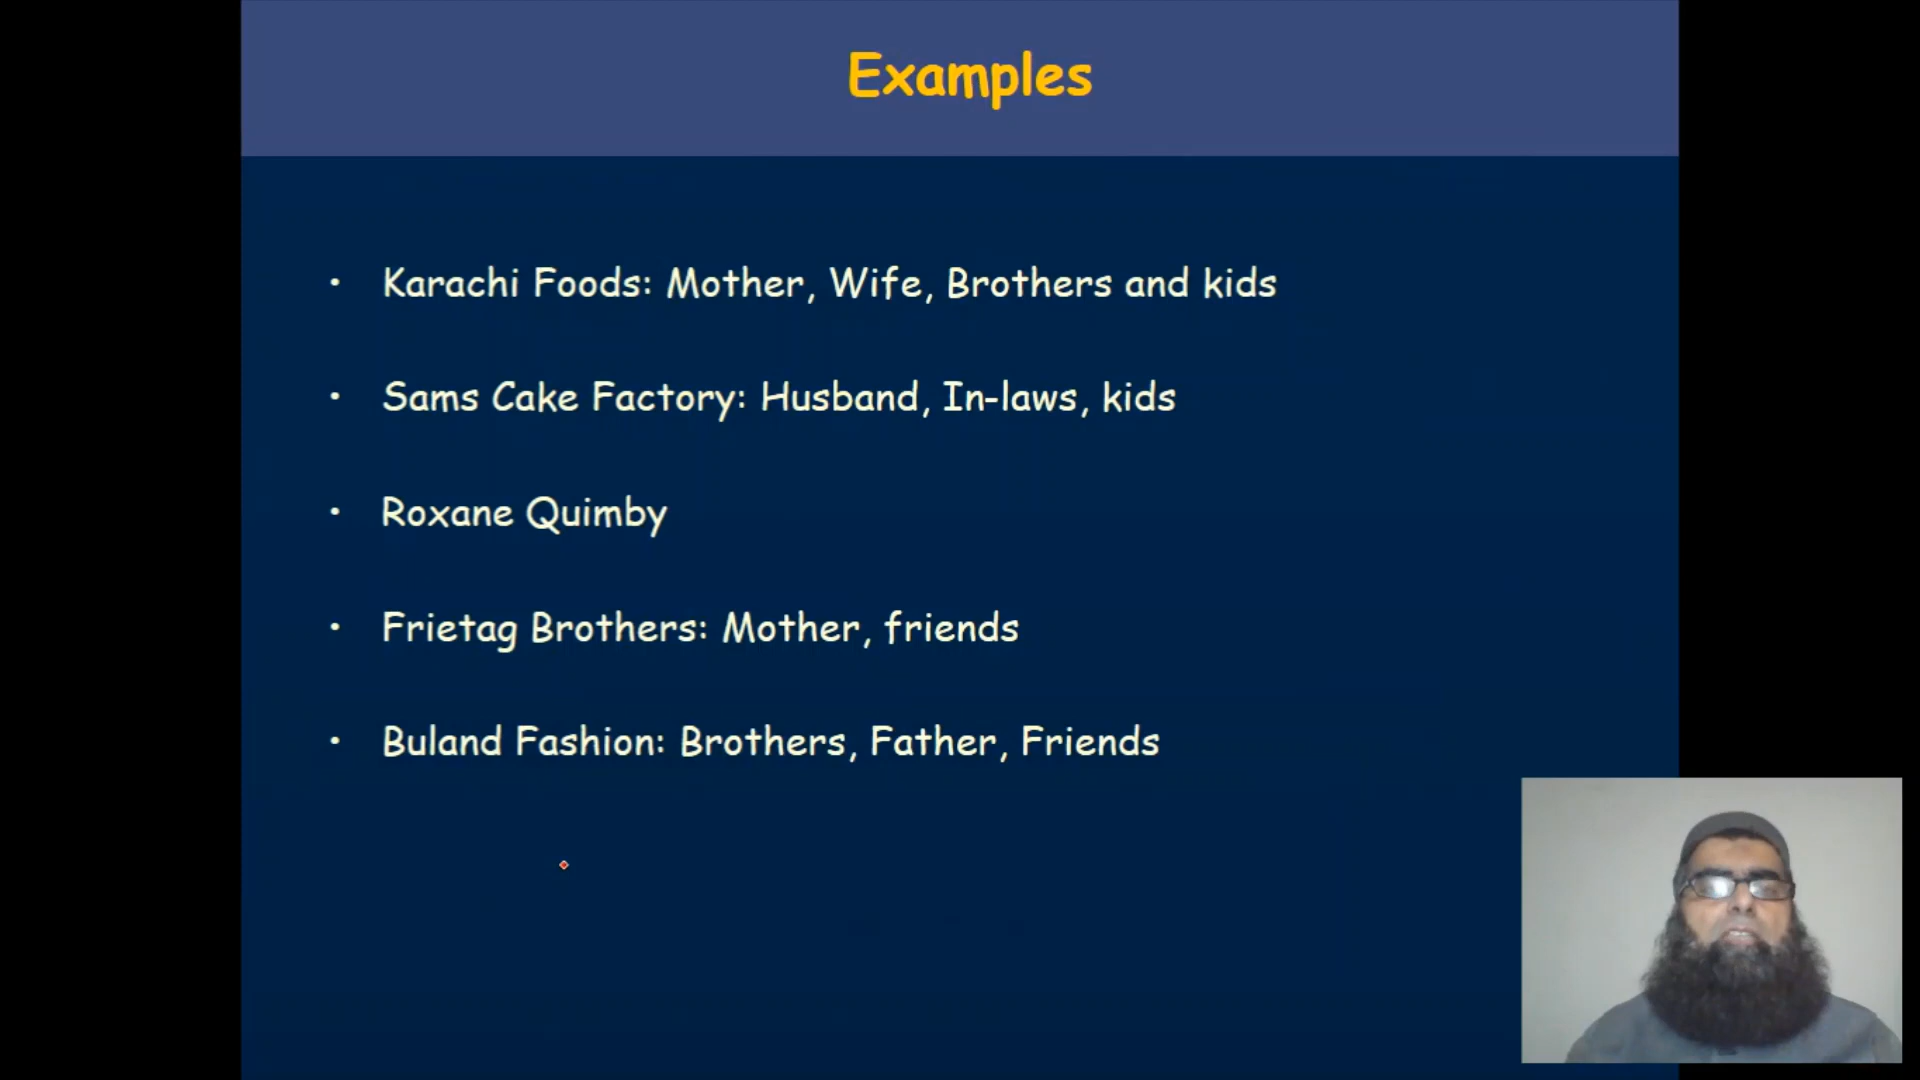 Examples
• Karachi Foods: Mother, Wife, Brothers and kids
• Sams Cake Factory: Husband, In-laws, kids
• Roxane Quimby
• Frietag Brothers: Mother, friends
• Buland Fashion: Brothers, Father, Friends